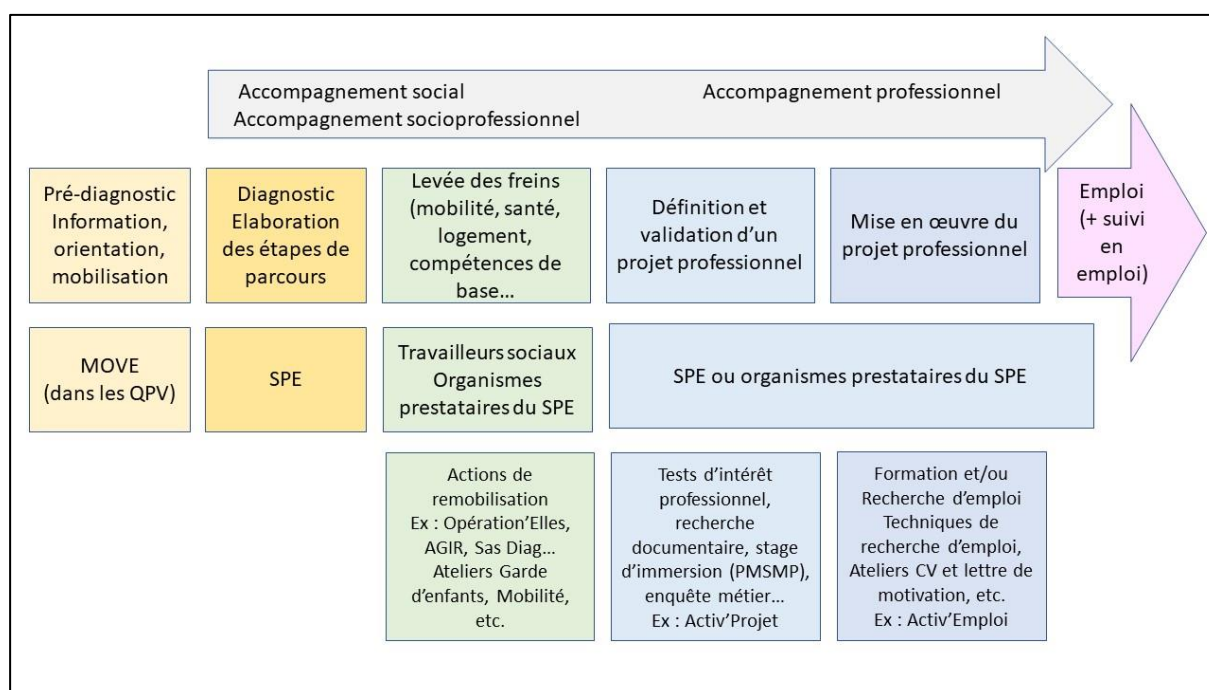 Accompagnement social
Accompagnement professionnel
Accompagnement socioprofessionnel
Pré-diagnostic
Information,
orientation,
mobilisation
Diagnostic
Elaboration
des étapes de
parcours
Levée des freins
(mobilité, santé,
logement,
compétences de
base…
Définition et
validation d’un
projet professionnel
Mise en œuvre du
projet professionnel
Emploi
(+ suivi
en
emploi)
MOVE
(dans les QPV)
SPE
Travailleurs sociaux
Organismes
prestataires du SPE
SPE ou organismes prestataires du SPE
Actions de
remobilisation
Ex : Opération’Elles,
AGIR, Sas Diag…
Ateliers Garde
d’enfants, Mobilité,
etc.
Tests d’intérêt
professionnel,
recherche
documentaire, stage
d’immersion (PMSMP),
enquête métier…
Ex : Activ’Projet
Formation et/ou
Recherche d’emploi
Techniques de
recherche d’emploi,
Ateliers CV et lettre de
motivation, etc.
Ex : Activ’Emploi